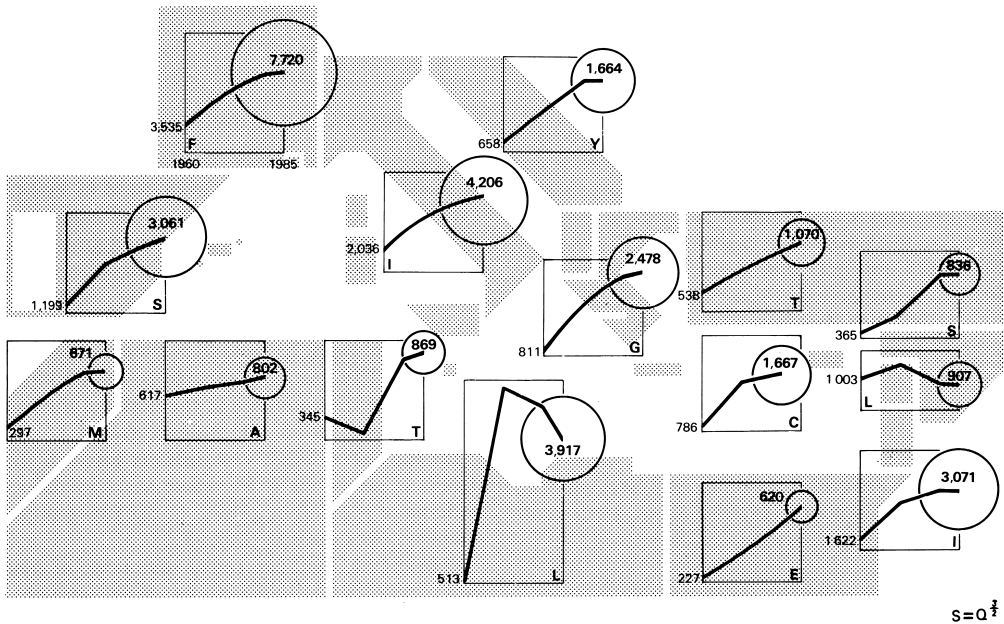 7,720
3,535
F
1960 1985
1,664
658
Y
4,206
2,036
I
3,061
1,199
S
2,478
811
G
1,070
538
T
836
365
S
671
297
M
802
617
A
869
345
T
3,917
513
L
1,667
786
C
1 003
907
L
620
227
E
3,071
1 622
I
S=Q 3/2